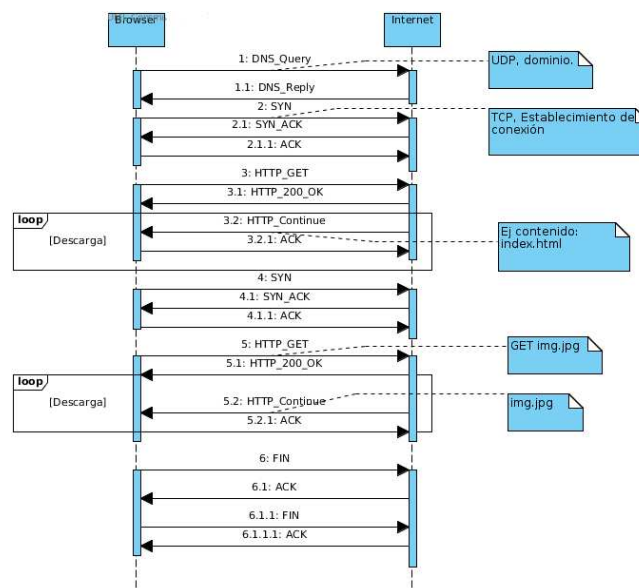 Browser
Internet
1: DNS_Query
UDP, dominio.
1.1: DNS_Reply
2: SYN
TCP, Establecimiento de
conexión
2.1: SYN_ACK
2.1.1: ACK
3: HTTP_GET
3.1: HTTP_200_OK
loop
3.2: HTTP_Continue
Ej contenido:
index.html
[Descarga]
3.2.1: ACK
4: SYN
4.1: SYN_ACK
4.1.1: ACK
5: HTTP_GET
GET img.jpg
5.1: HTTP_200_OK
loop
[Descarga]
5.2: HTTP_Continue
img.jpg
5.2.1: ACK
6: FIN
6.1: ACK
6.1.1: FIN
6.1.1.1: ACK